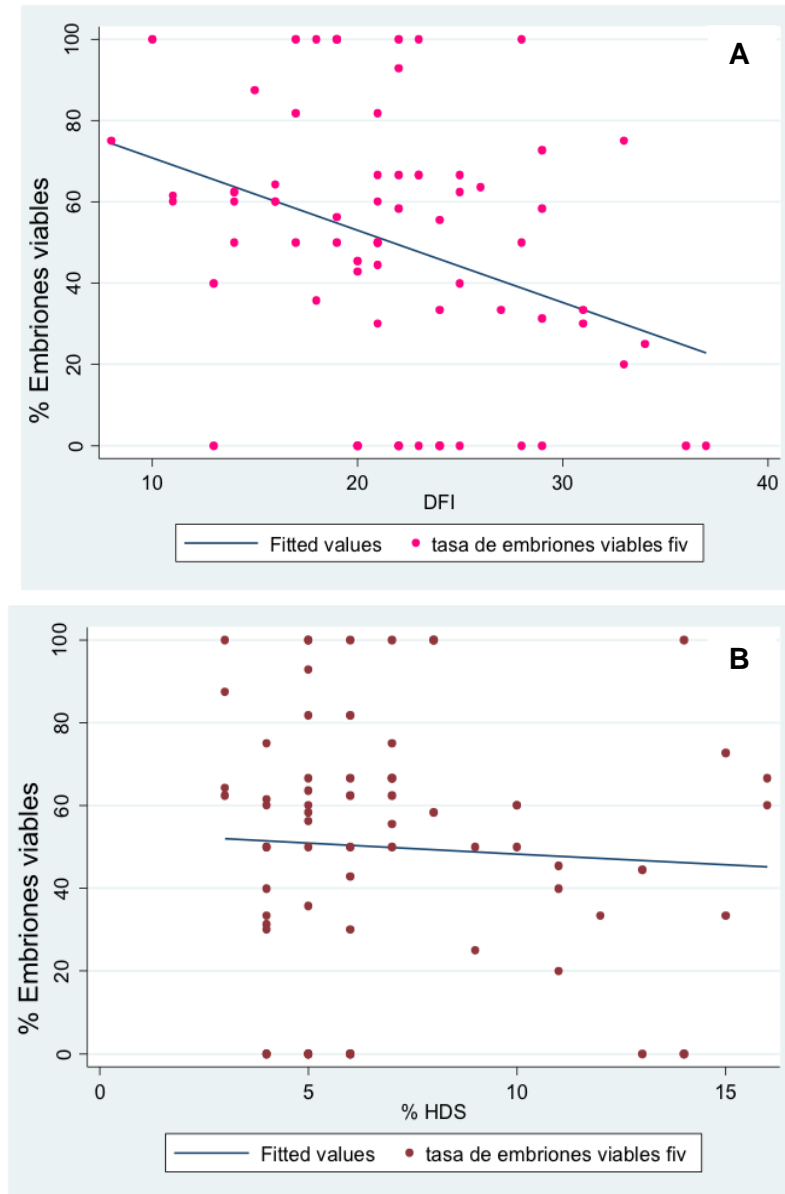 A
% Embriones viables
100
80
60
40
20
0
10 20 30 40
DFI
Fitted values tasa de embriones viables fiv
B
% Embriones viables
100
80
60
40
20
0
0 5 10 15
% HDS
Fitted values tasa de embriones viables fiv